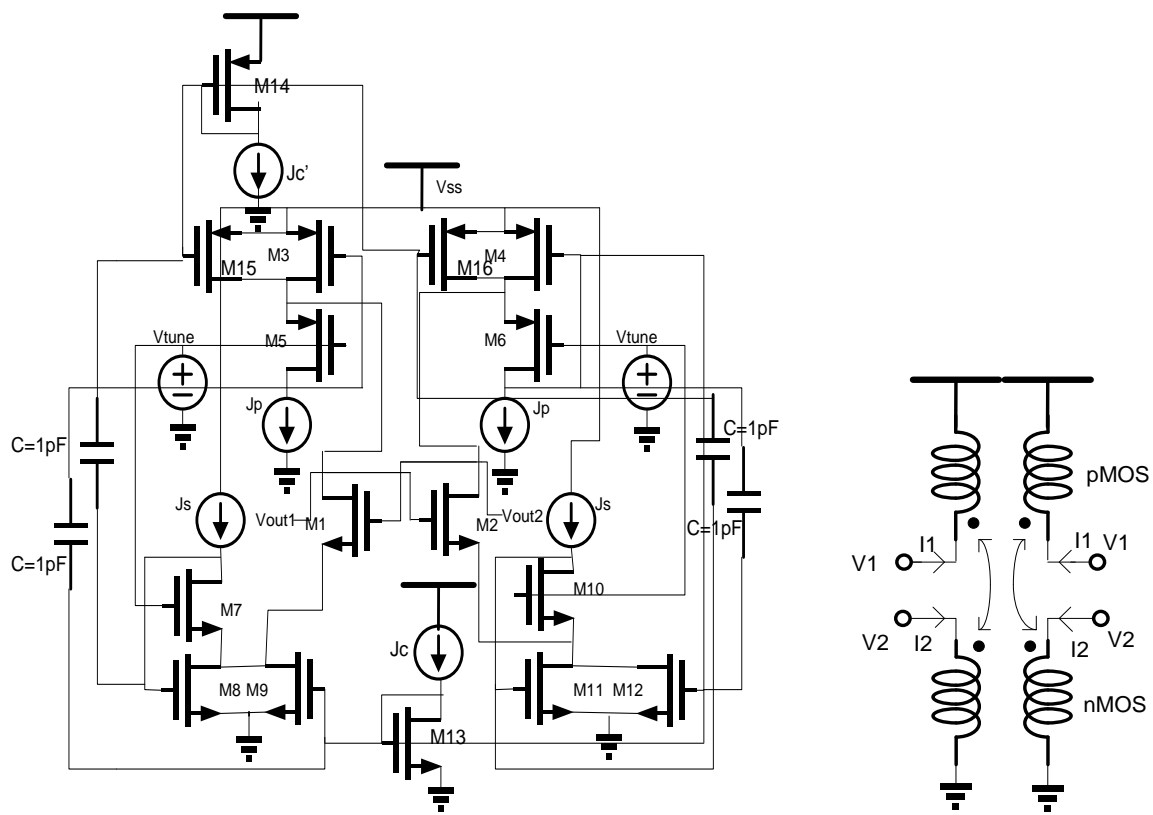 M14
Jc'
Vss
M3
M4
M15
M16
Vtune
M5
M6
Vtune
Jp
Jp
C=1pF
C=1pF
Js
Vout1
M1
M2
Vout2
Js
C=1pF
C=1pF
M7
M10
Jc
M8 M9
M11 M12
M13
pMOS
I1
I1
V1
V1
V2
I2
I2
V2
nMOS